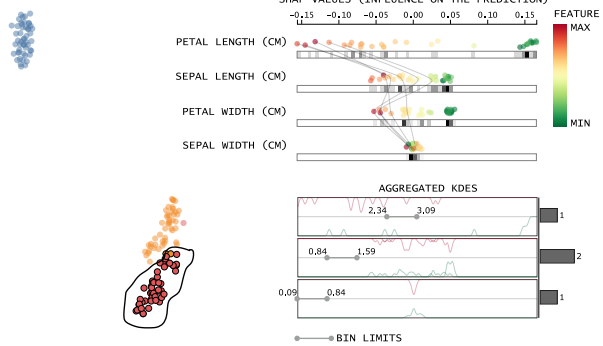 SHAP VALUES (INFLUENCE ON THE PREDICTION)
−0.15 −0.10 −0.05 0.0 0.05 0.10 0.15
FEATURE
MAX
MIN
PETAL LENGTH (CM)
SEPAL LENGTH (CM)
PETAL WIDTH (CM)
SEPAL WIDTH (CM)
AGGREGATED KDES
2.34 3.09
1
0.84 1.59
2
0.09 0.84
1
BIN LIMITS